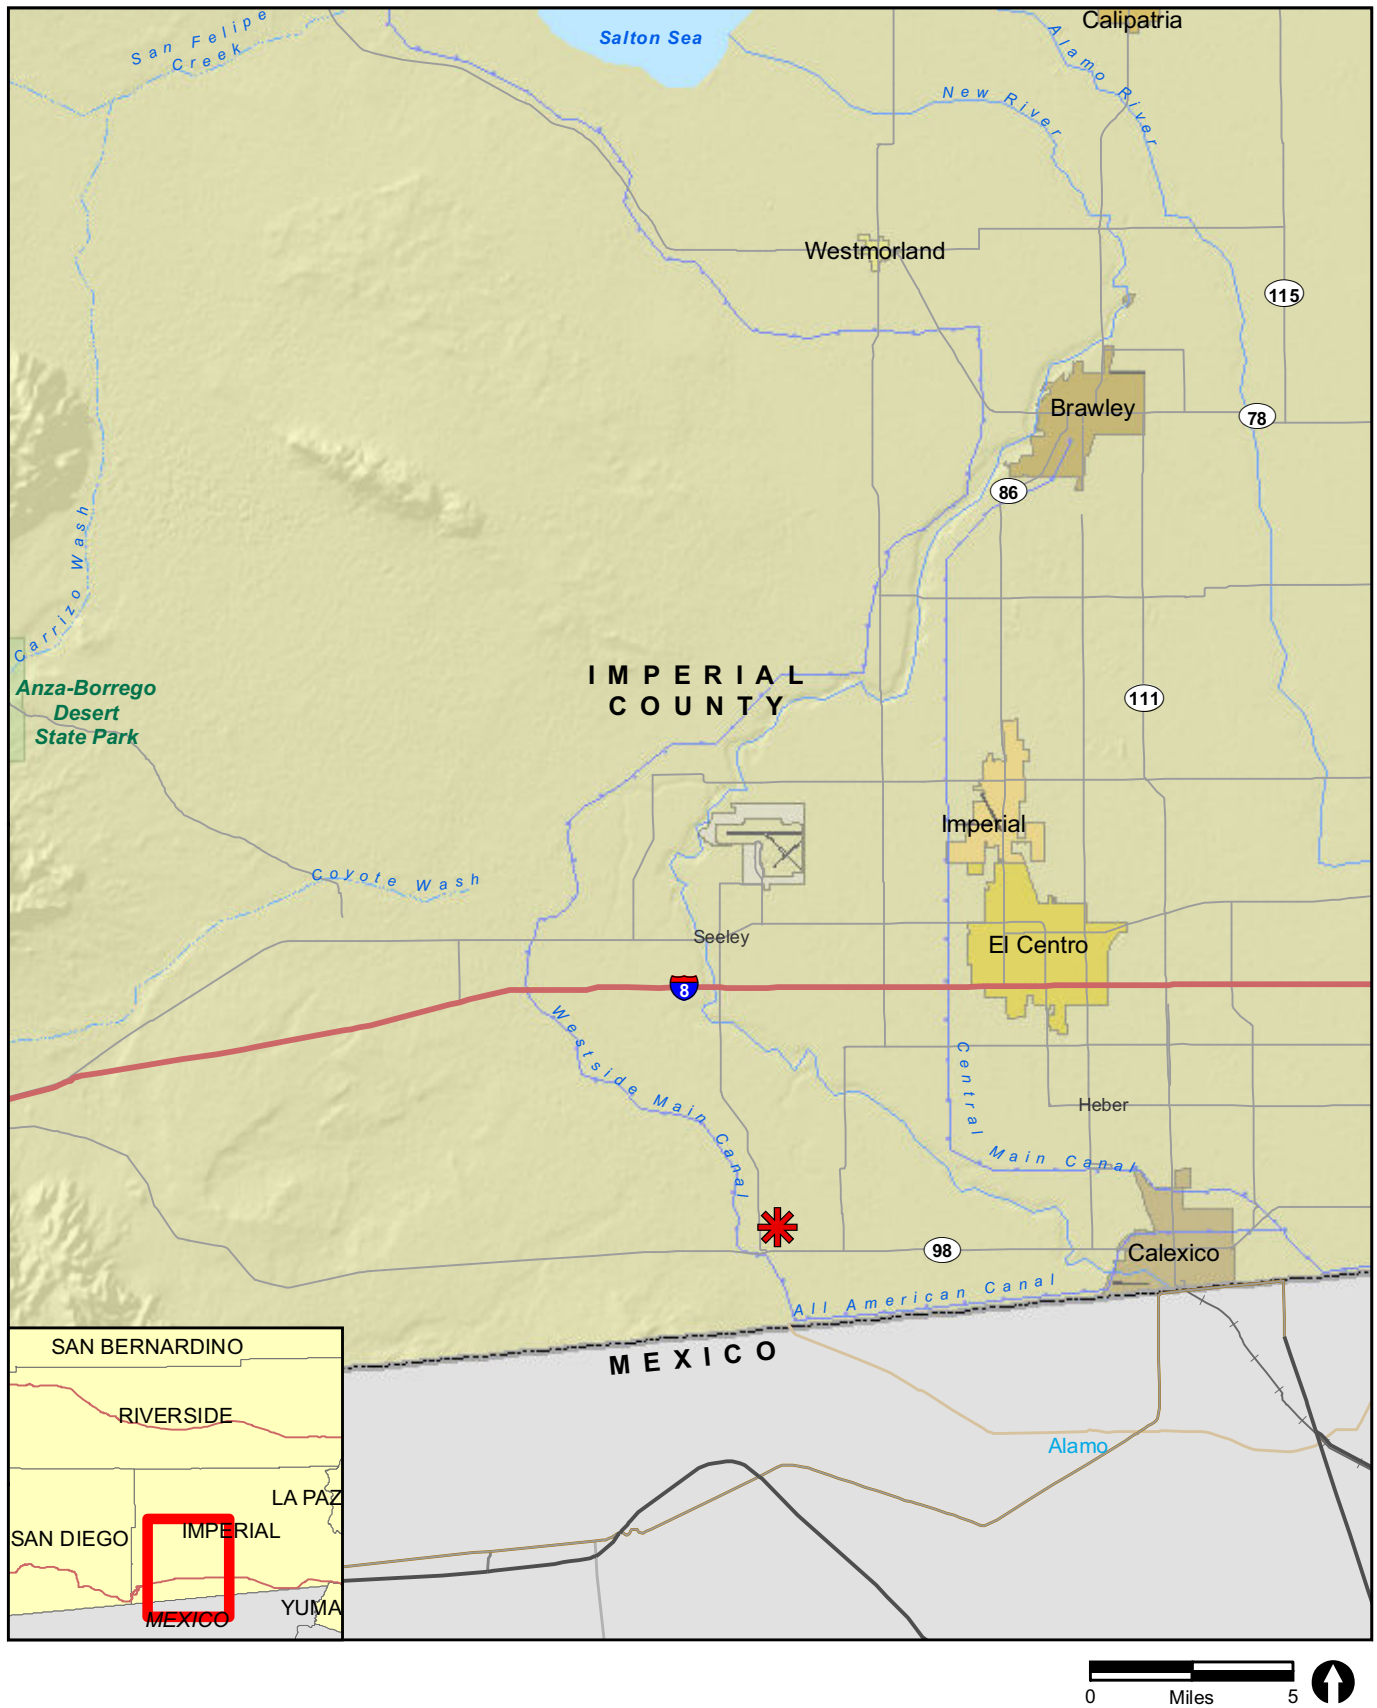 Calipatria
San Felipe
Creek
Salton Sea
Alamo River
New River
Westmorland
115
Brawley
78
86
Carrizo Wash
IMPERIAL
COUNTY
Anza-Borrego
Desert
State Park
111
Imperial
Coyote Wash
Seeley
El Centro
8
Westside Main Canal
Central Main Canal
Heber
98
Calexico
All American Canal
MEXICO
Alamo
SAN BERNARDINO
RIVERSIDE
LA PAZ
SAN DIEGO
IMPERIAL
YUMA
MEXICO
0 Miles 5